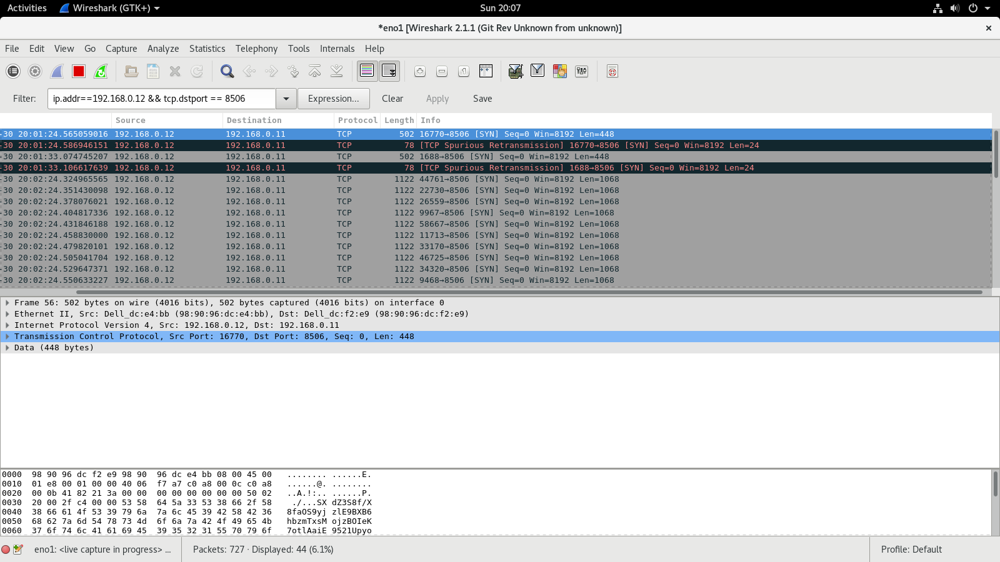 Activities Wireshark (GTK+) Sun 20:07
*eno1 [Wireshark 2.1.1 (Git Rev Unknown from unknown)]
File Edit View Go Capture Analyze Statistics Telephony Tools Internals Help
Filter: ip.addr==192.168.0.12 && tcp.dstport == 8506 Expression... Clear Apply Save
Source Destination Protocol Length Info
-30 20:01:24.565059016 192.168.0.12 192.168.0.11 TCP 502 16770→8506 [SYN] Seq=0 Win=8192 Len=448
-30 20:01:24.586946151 192.168.0.12 192.168.0.11 TCP 78 [TCP Spurious Retransmission] 16770→8506 [SYN] Seq=0 Win=8192 Len=24
-30 20:01:33.074745207 192.168.0.12 192.168.0.11 TCP 502 1688→8506 [SYN] Seq=0 Win=8192 Len=448
-30 20:01:33.106617639 192.168.0.12 192.168.0.11 TCP 78 [TCP Spurious Retransmission] 1688→8506 [SYN] Seq=0 Win=8192 Len=24
-30 20:02:24.324965565 192.168.0.12 192.168.0.11 TCP 1122 44761→8506 [SYN] Seq=0 Win=8192 Len=1068
-30 20:02:24.351430098 192.168.0.12 192.168.0.11 TCP 1122 22730→8506 [SYN] Seq=0 Win=8192 Len=1068
-30 20:02:24.378076021 192.168.0.12 192.168.0.11 TCP 1122 26559→8506 [SYN] Seq=0 Win=8192 Len=1068
-30 20:02:24.404817336 192.168.0.12 192.168.0.11 TCP 1122 9967→8506 [SYN] Seq=0 Win=8192 Len=1068
-30 20:02:24.431846188 192.168.0.12 192.168.0.11 TCP 1122 58667→8506 [SYN] Seq=0 Win=8192 Len=1068
-30 20:02:24.458830000 192.168.0.12 192.168.0.11 TCP 1122 11713→8506 [SYN] Seq=0 Win=8192 Len=1068
-30 20:02:24.479820101 192.168.0.12 192.168.0.11 TCP 1122 33170→8506 [SYN] Seq=0 Win=8192 Len=1068
-30 20:02:24.505041704 192.168.0.12 192.168.0.11 TCP 1122 46725→8506 [SYN] Seq=0 Win=8192 Len=1068
-30 20:02:24.529647371 192.168.0.12 192.168.0.11 TCP 1122 34320→8506 [SYN] Seq=0 Win=8192 Len=1068
-30 20:02:24.550633227 192.168.0.12 192.168.0.11 TCP 1122 9468→8506 [SYN] Seq=0 Win=8192 Len=1068
Frame 56: 502 bytes on wire (4016 bits), 502 bytes captured (4016 bits) on interface 0
Ethernet II, Src: Dell_dc:e4:bb (98:90:96:dc:e4:bb), Dst: Dell_dc:f2:e9 (98:90:96:dc:f2:e9)
Internet Protocol Version 4, Src: 192.168.0.12, Dst: 192.168.0.11
Transmission Control Protocol, Src Port: 16770, Dst Port: 8506, Seq: 0, Len: 448
Data (448 bytes)
0000 98 90 96 dc f2 e9 98 90 96 dc e4 bb 08 00 45 00 ........ ......E.
0010 01 e8 00 01 00 00 40 06 f7 a7 c0 a8 00 0c c0 a8 ......@. ........
0020 00 0b 41 82 21 3a 00 00 00 00 00 00 00 00 50 02 ..A.!:.. ......P.
0030 20 00 2f c4 00 00 53 58 64 5a 33 53 38 66 2f 58 ./...SX dZ3S8f/X
0040 38 66 61 4f 53 39 79 6a 7a 6c 45 39 42 58 42 36 8faOS9yj zlE9BXB6
0050 68 62 7a 6d 54 78 73 4d 6f 6a 7a 42 4f 49 65 4b hbzmTxsM ojzBOIeK
0060 37 6f 74 6c 41 61 69 45 39 35 32 31 55 70 79 6f 7otlAaiE 9521Upyo
eno1: <live capture in progress> ... Packets: 727 · Displayed: 44 (6.1%) Profile: Default